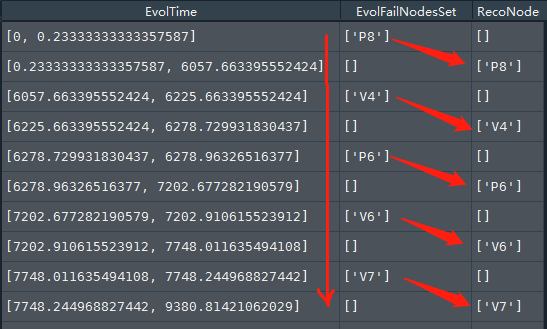 EvolTime EvolFailNodesSet RecoNode
[0, 0.23333333333357587] ['P8'] []
[0.23333333333357587, 6057.663395552424] [] ['P8']
[6057.663395552424, 6225.663395552424] ['V4'] []
[6225.663395552424, 6278.729931830437] [] ['V4']
[6278.729931830437, 6278.96326516377] ['P6'] []
[6278.96326516377, 7202.677282190579] [] ['P6']
[7202.677282190579, 7202.910615523912] ['V6'] []
[7202.910615523912, 7748.011635494108] [] ['V6']
[7748.011635494108, 7748.244968827442] ['V7'] []
[7748.244968827442, 9380.81421062029] [] ['V7']